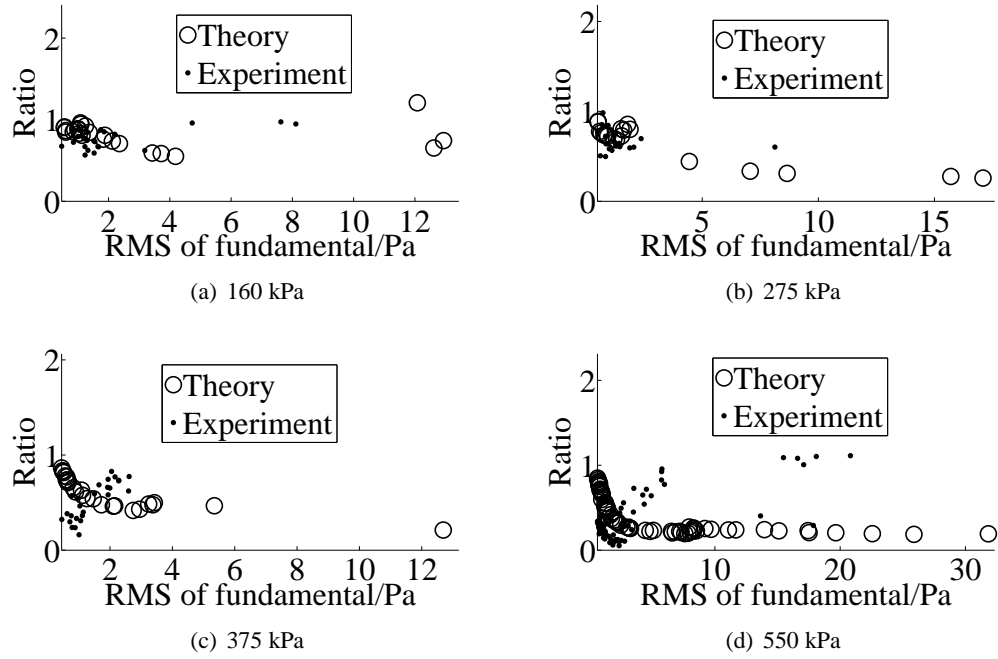 2
1
0
Ratio
Theory
Experiment
2 4 6 8 10 12
RMS of fundamental/Pa
(a) 160 kPa
2
1
0
Ratio
Theory
Experiment
5 10 15
RMS of fundamental/Pa
(b) 275 kPa
2
1
0
Ratio
Theory
Experiment
2 4 6 8 10 12
RMS of fundamental/Pa
(c) 375 kPa
2
1
0
Ratio
Theory
Experiment
10 20 30
RMS of fundamental/Pa
(d) 550 kPa